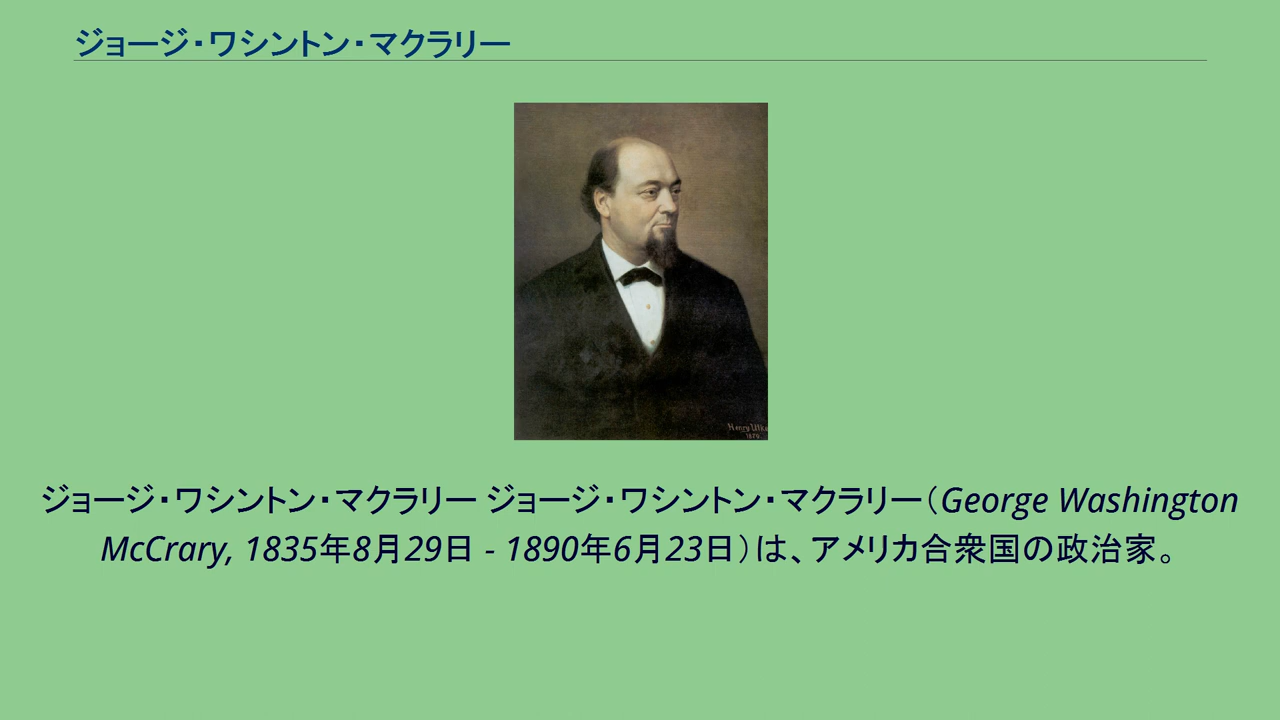 ジョージ・ワシントン・マクラリー
Henry Ulke
1879
ジョージ・ワシントン・マクラリー ジョージ・ワシントン・マクラリー（George Washington
McCrary, 1835年8月29日 - 1890年6月23日）は、アメリカ合衆国の政治家。